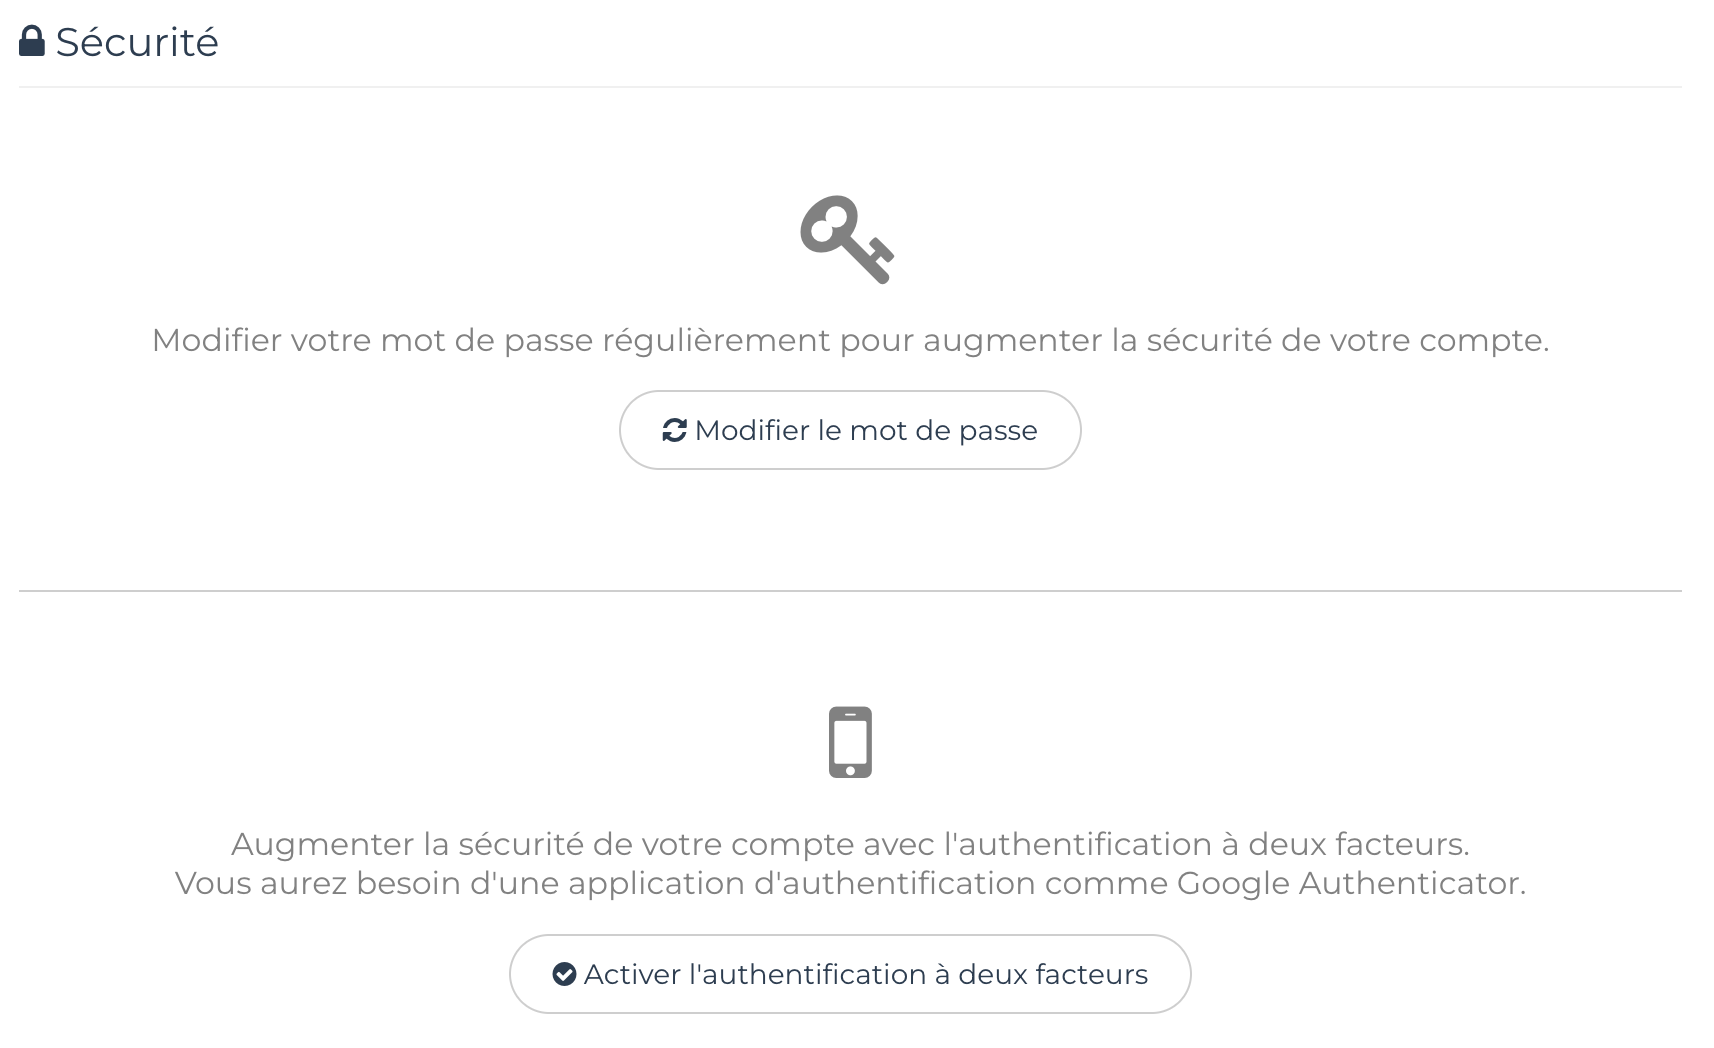 Sécurité
Modifier votre mot de passe régulièrement pour augmenter la sécurité de votre compte.
Modifier le mot de passe
Augmenter la sécurité de votre compte avec l'authentification à deux facteurs.
Vous aurez besoin d'une application d'authentification comme Google Authenticator.
Activer l'authentification à deux facteurs